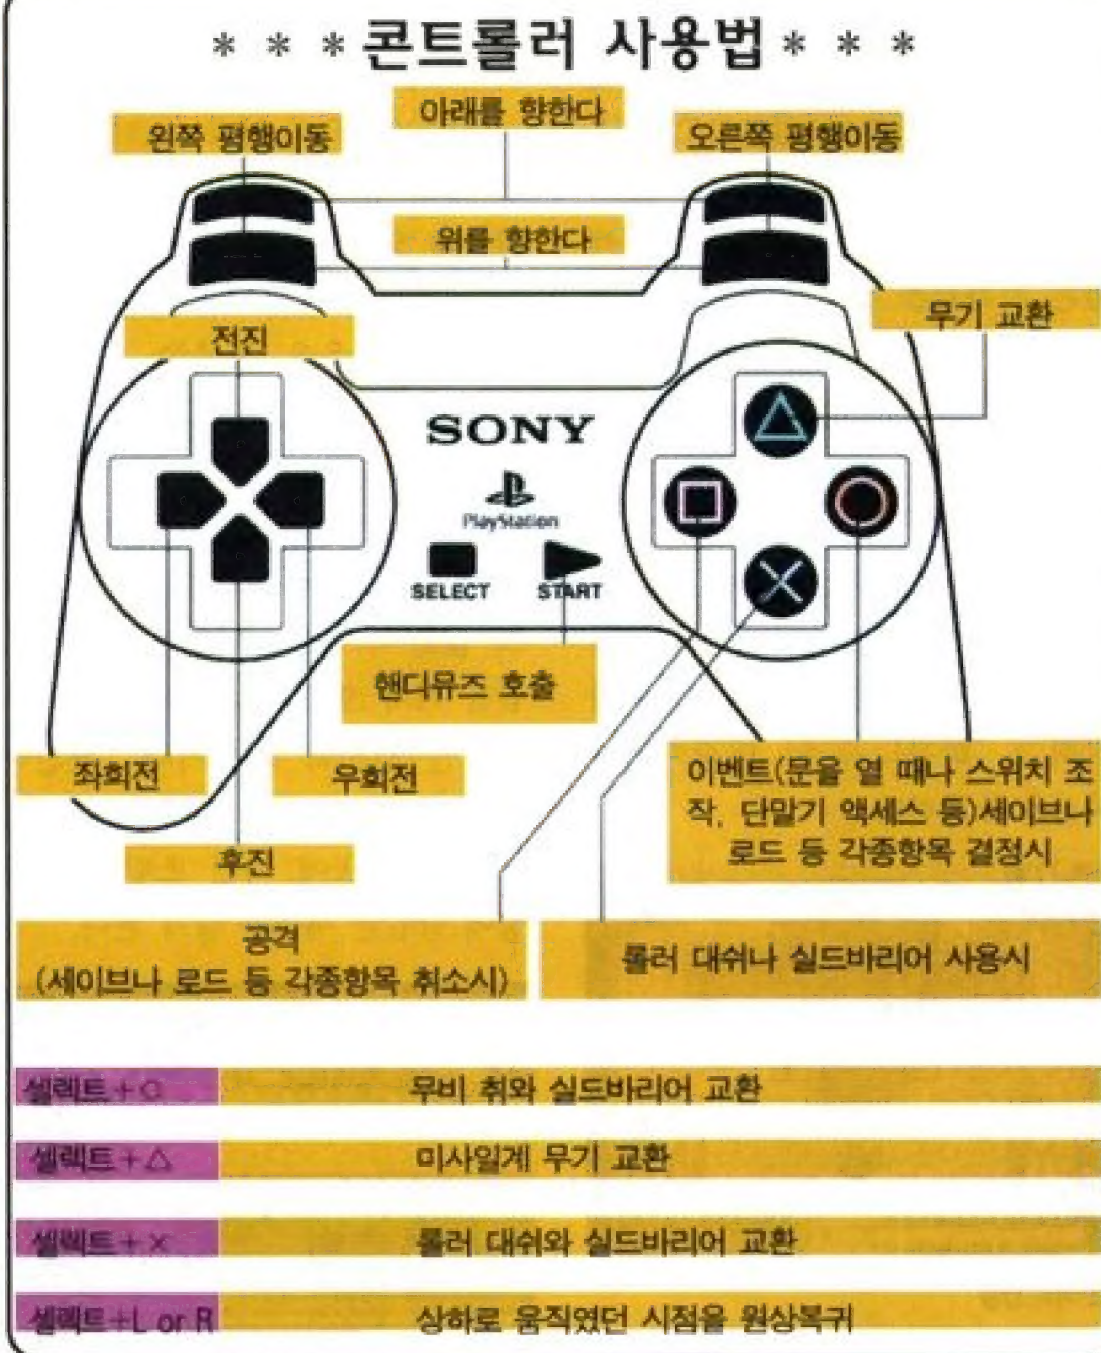 * * * 콘트롤러 사용법 * * *
아래를 향한다
왼쪽 평행이동
오른쪽 평행이동
위를 향한다
무기 교환
전진
SONY
PlayStation
SELECT
START
핸디뮤즈 호출
좌회전
우회전
이벤트(문을 열 때나 스위치 조
작, 단말기 액세스 등)세이브나
로드 등 각종항목 결정시
후진
공격
(세이브나 로드 등 각종항목 취소시)
롤러 대쉬나 실드바리어 사용시
셀렉트+○ 무비 취와 실드바리어 교환
셀렉트+△ 미사일계 무기 교환
셀렉트+× 롤러 대쉬와 실드바리어 교환
셀렉트+L or R 상하로 움직였던 시점을 원상복귀